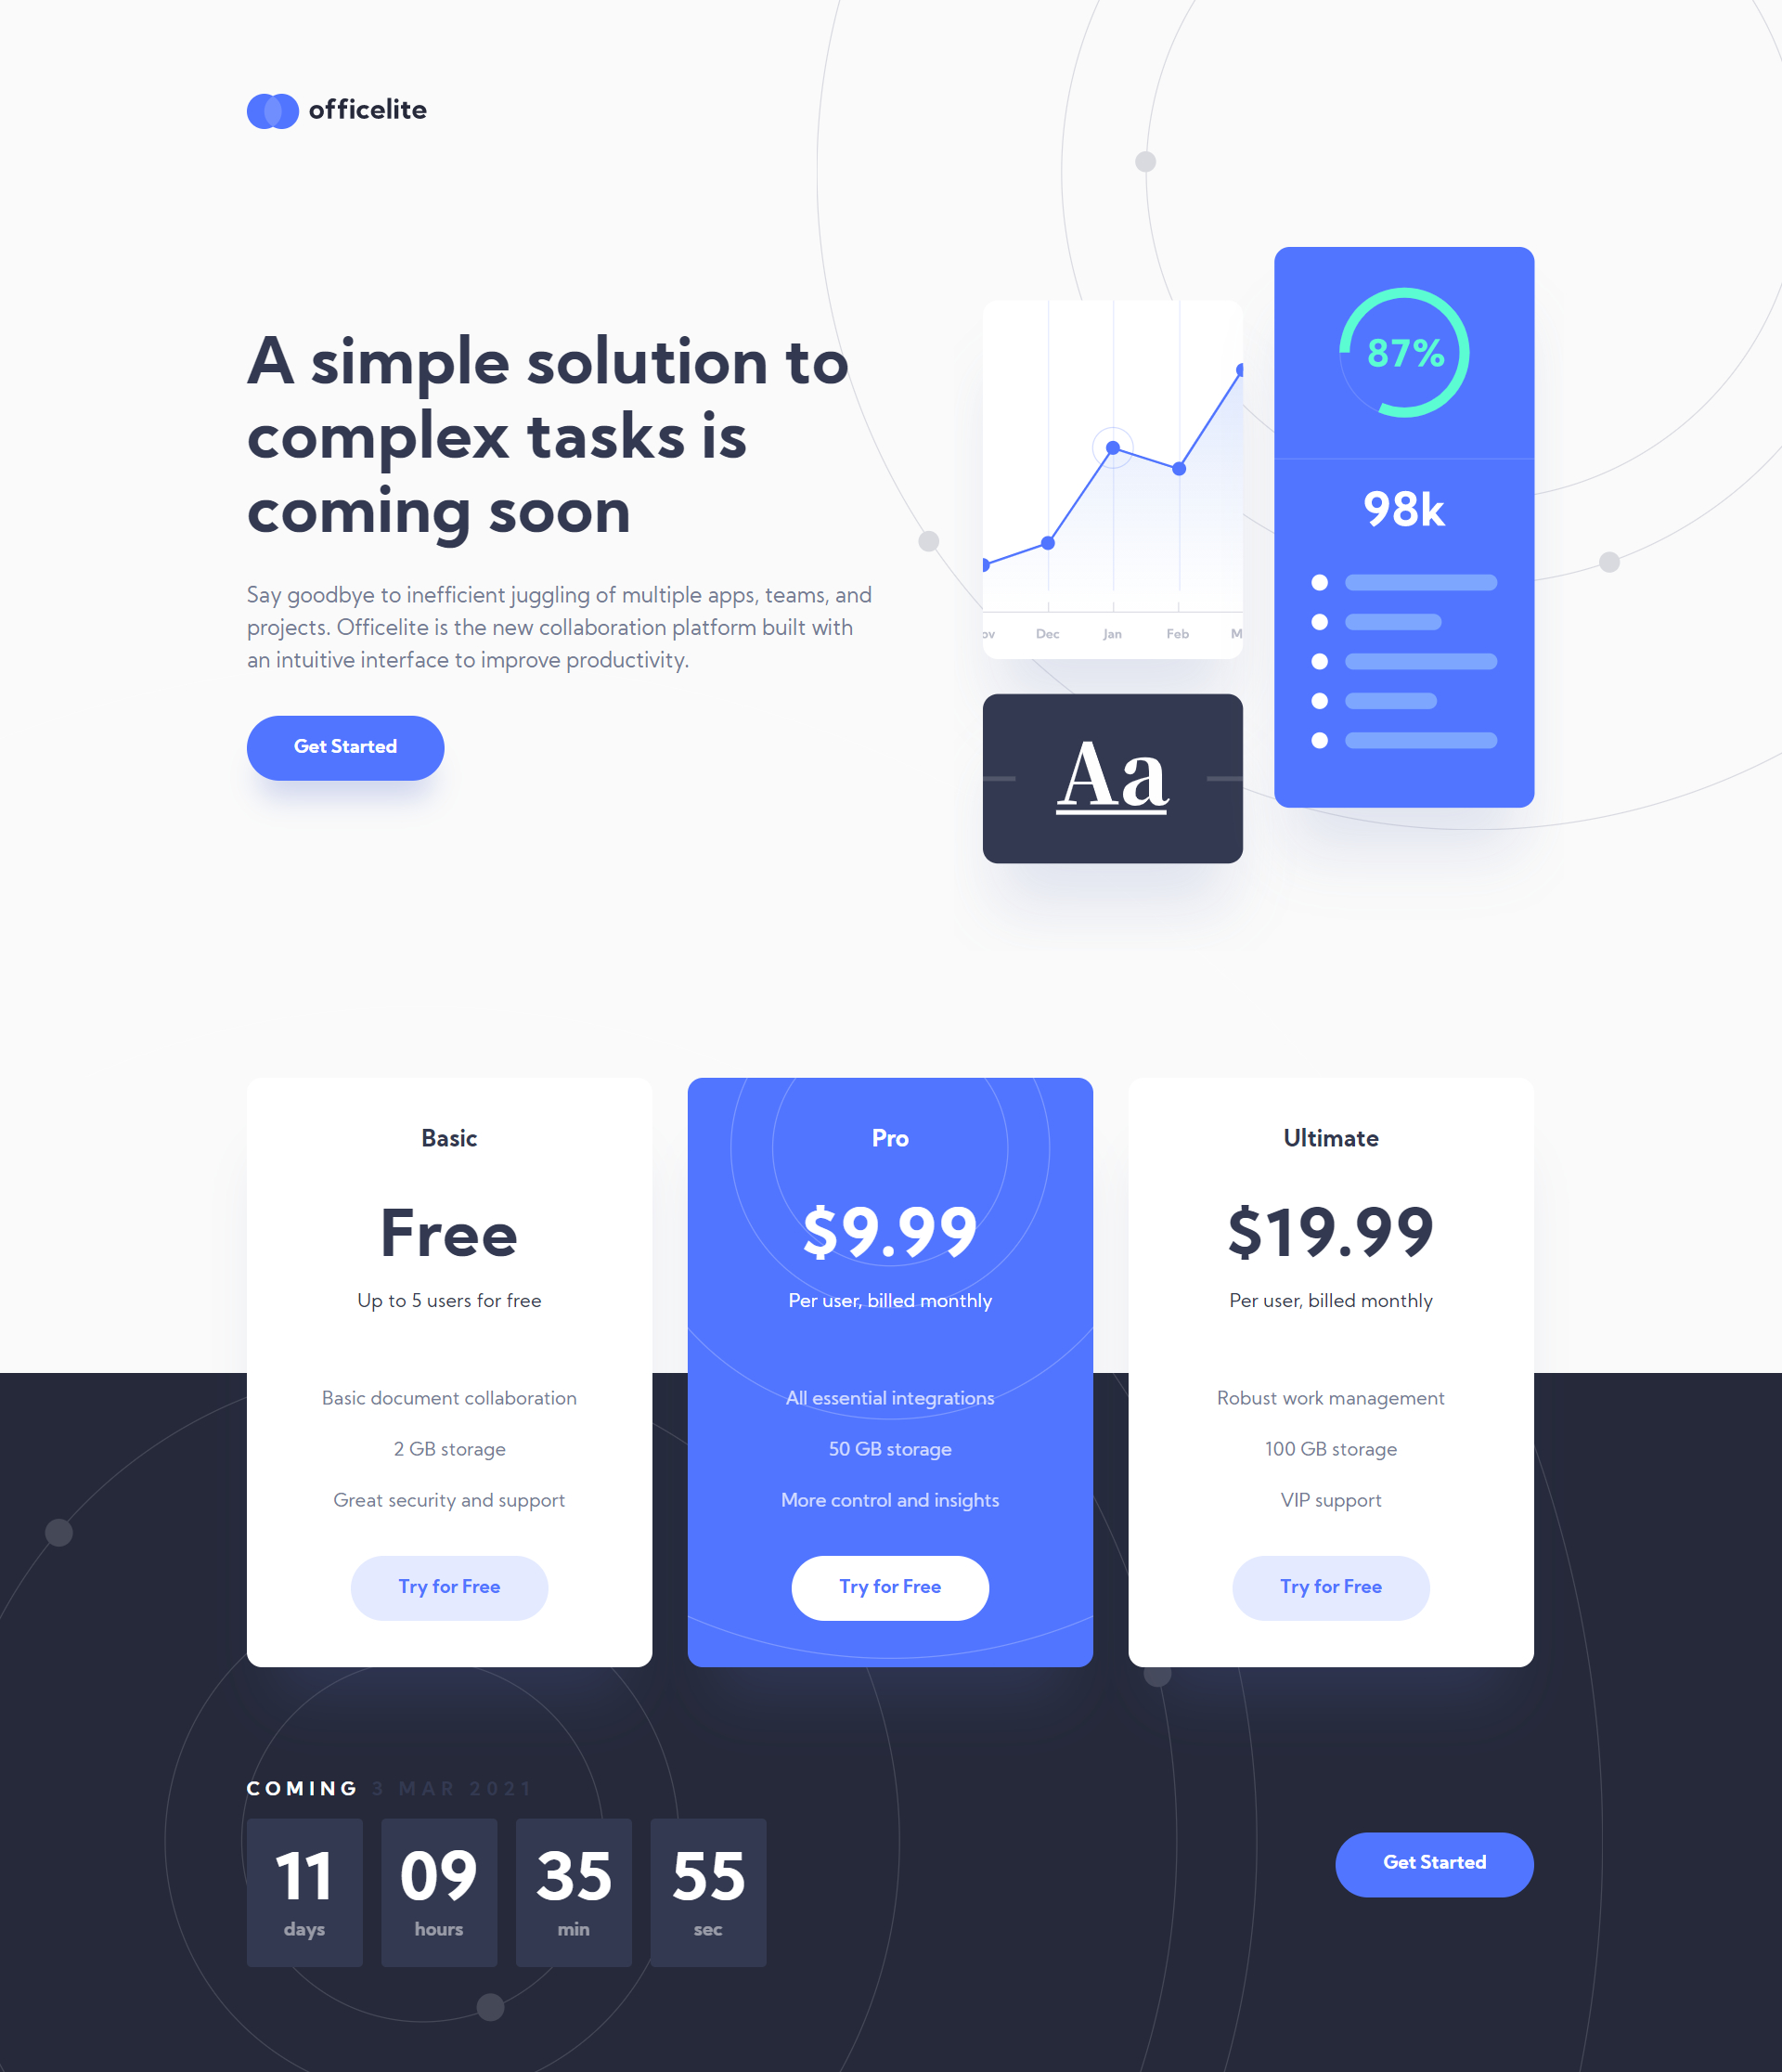 officelite
A simple solution to
complex tasks is
coming soon
Say goodbye to inefficient juggling of multiple apps, teams, and
projects. Officelite is the new collaboration platform built with
an intuitive interface to improve productivity.
Get Started
ov Dec Jan Feb M
Aa
87%
98k
Basic
Free
Up to 5 users for free
Basic document collaboration
2 GB storage
Great security and support
Try for Free
Pro
$9.99
Per user, billed monthly
All essential integrations
50 GB storage
More control and insights
Try for Free
Ultimate
$19.99
Per user, billed monthly
Robust work management
100 GB storage
VIP support
Try for Free
COMING 3 MAR 2021
11 09 35 55
days hours min sec
Get Started